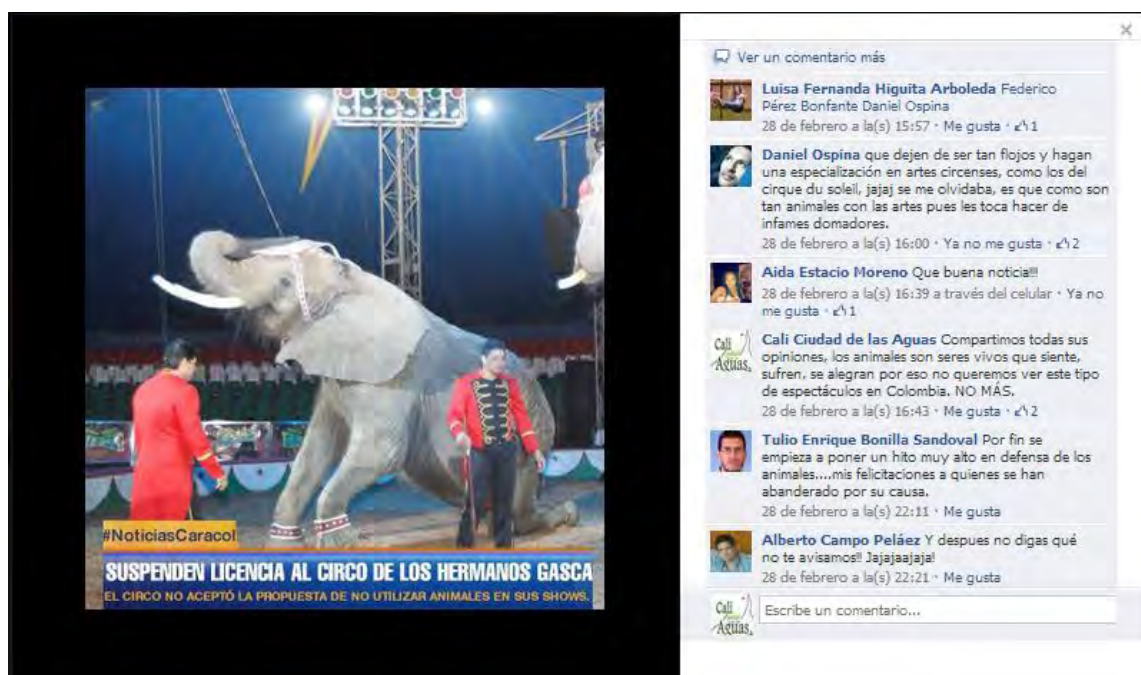 #NoticiasCaracol
SUSPENDEN LICENCIA AL CIRCO DE LOS HERMANOS GASCA
EL CIRCO NO ACEPTÓ LA PROPUESTA DE NO UTILIZAR ANIMALES EN SUS SHOWS.
Ver un comentario más
Luisa Fernanda Higuita Arboleda Federico
Pérez Bonfante Daniel Ospina
28 de febrero a la(s) 15:57 · Me gusta · 1
Daniel Ospina que dejen de ser tan flojos y hagan
una especialización en artes circenses, como los del
cirque du soleil, jajaj se me olvidaba, es que como son
tan animales con las artes pues les toca hacer de
infames domadores.
28 de febrero a la(s) 16:00 · Ya no me gusta · 2
Aida Estacio Moreno Que buena noticia!!!
28 de febrero a la(s) 16:39 a través del celular · Ya no
me gusta · 1
Cali Ciudad de las Aguas Compartimos todas sus
opiniones, los animales son seres vivos que siente,
sufren, se alegran por eso no queremos ver este tipo
de espectáculos en Colombia. NO MÁS.
28 de febrero a la(s) 16:43 · Me gusta · 2
Cali
Aguas
Tulio Enrique Bonilla Sandoval Por fin se
empieza a poner un hito muy alto en defensa de los
animales....mis felicitaciones a quienes se han
abanderado por su causa.
28 de febrero a la(s) 22:11 · Me gusta
Alberto Campo Peláez Y despues no digas qué
no te avisamos!! Jajajaajaja!
28 de febrero a la(s) 22:21 · Me gusta
Cali
Aguas
Escribe un comentario...